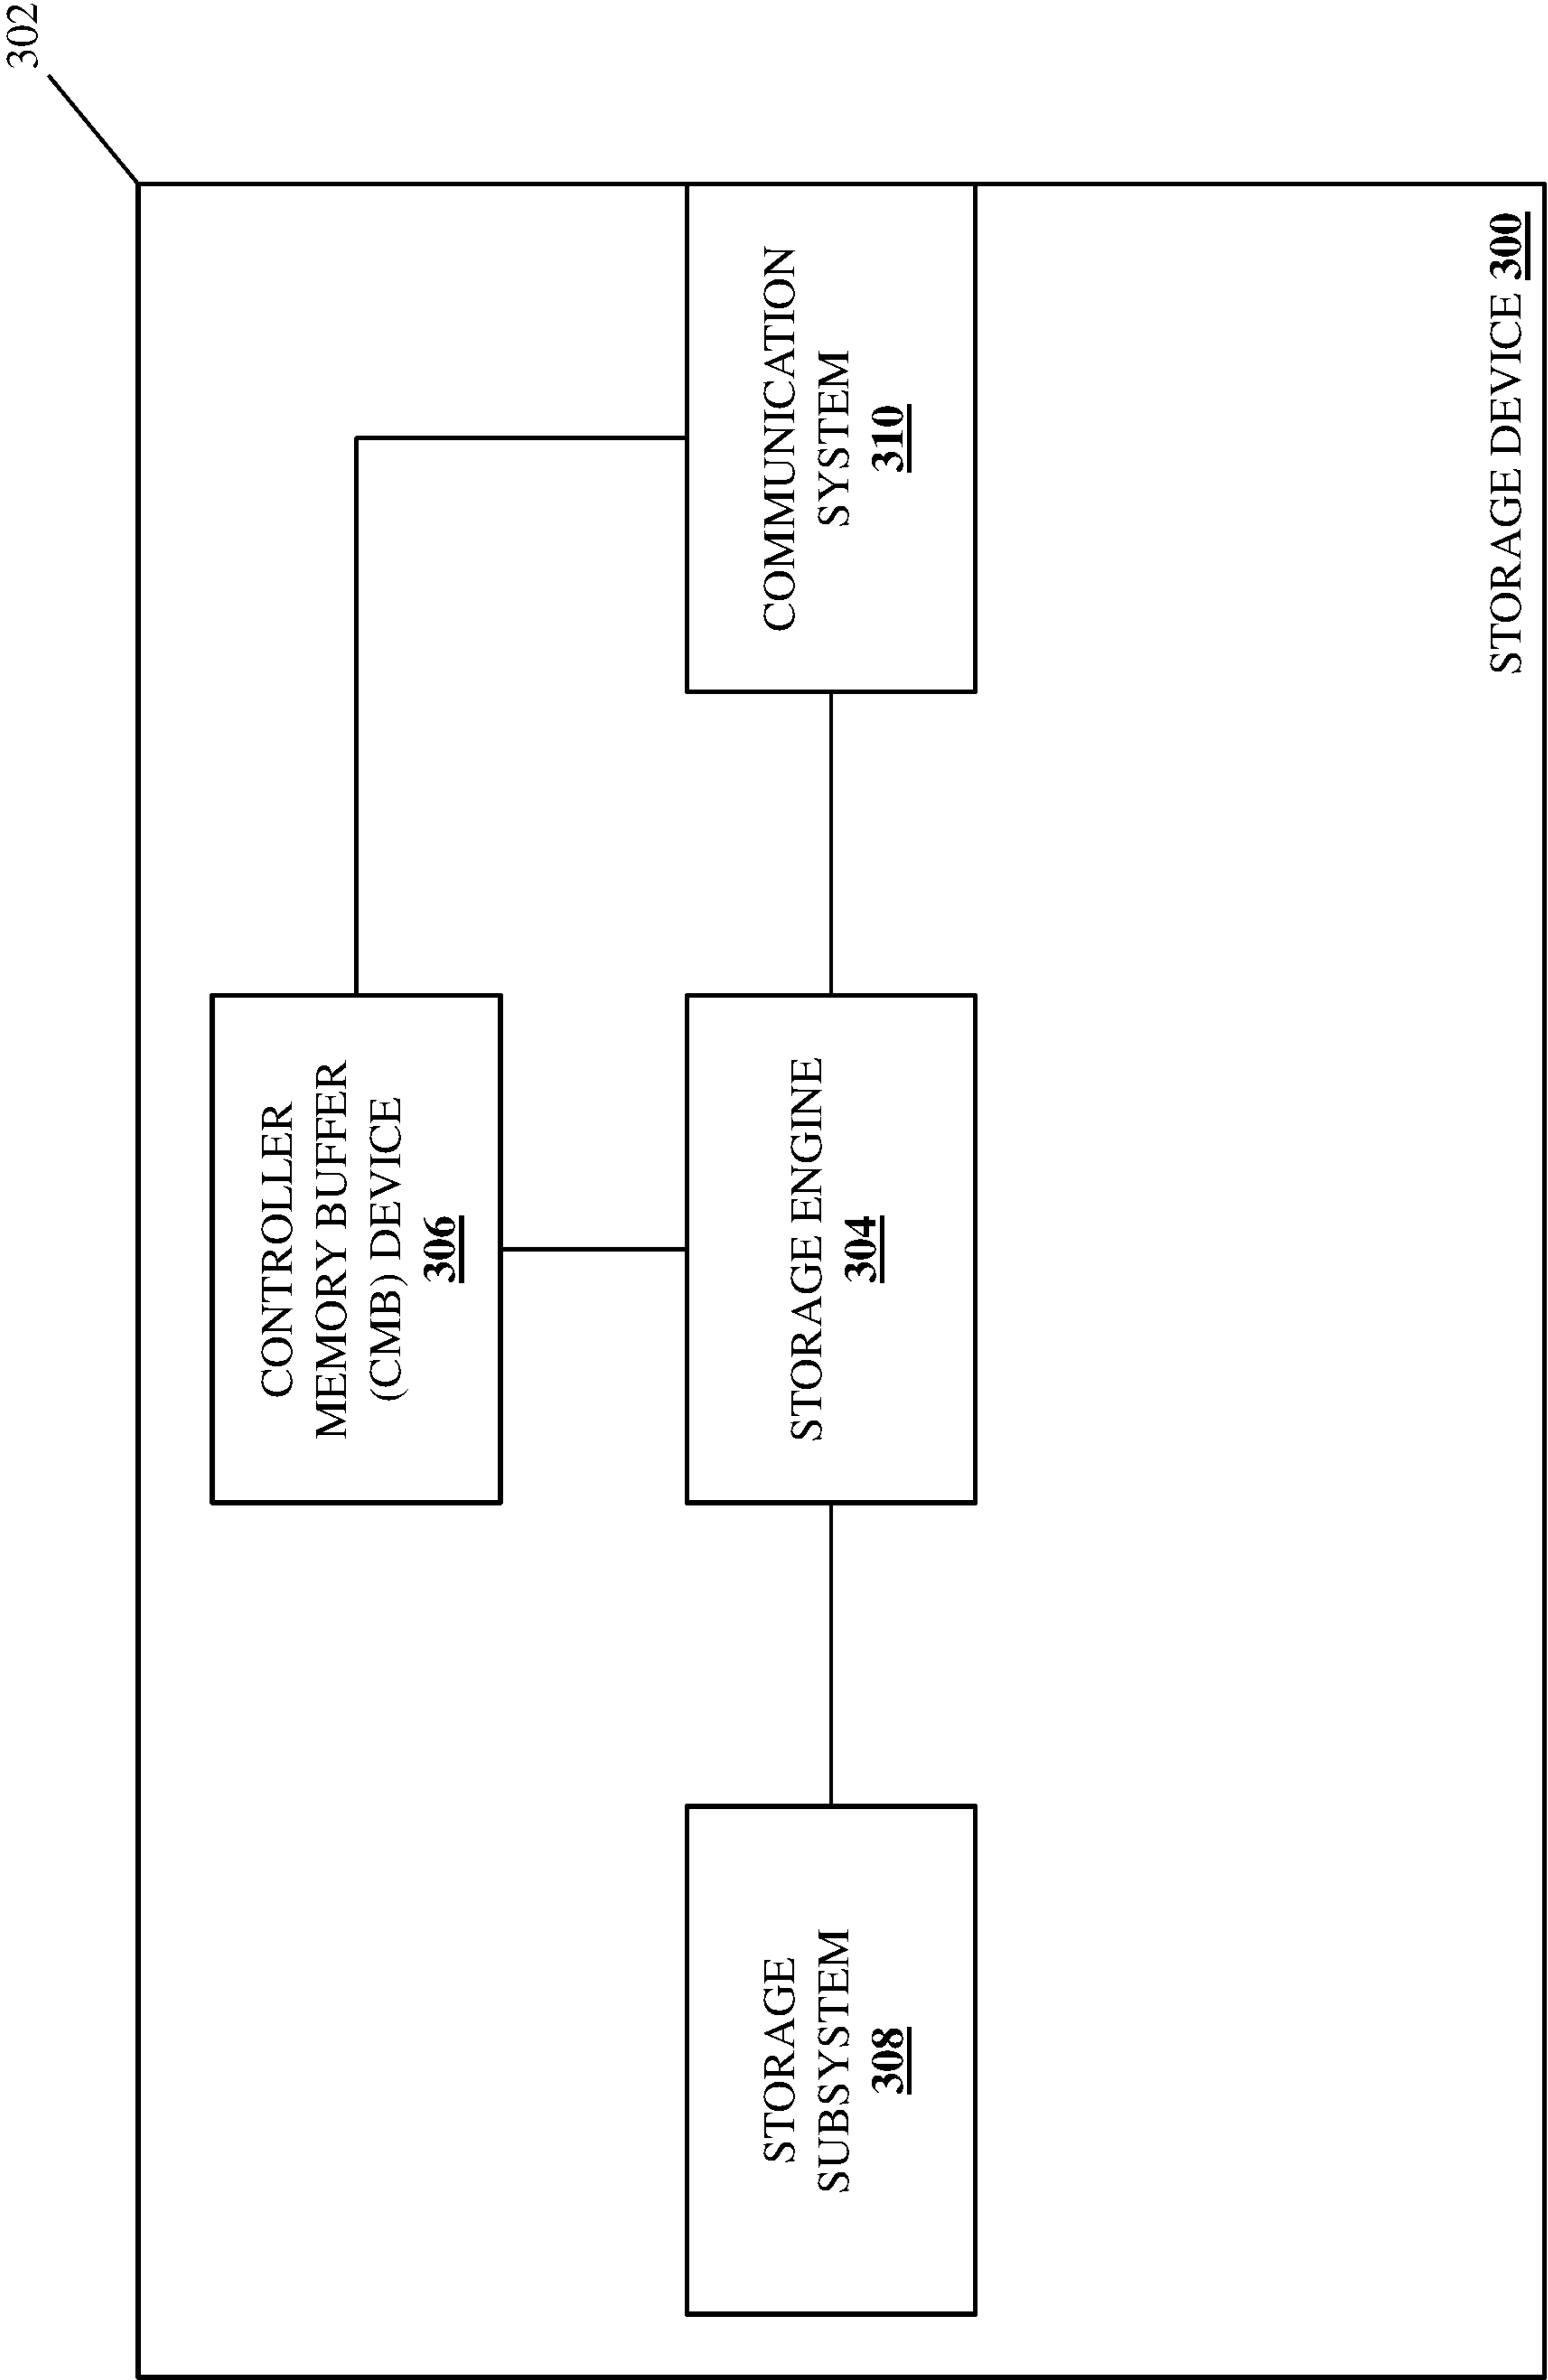 302
CONTROLLER
MEMORY BUFFER
(CMB) DEVICE
306
STORAGE
SUBSYSTEM
308
STORAGE ENGINE
304
COMMUNICATION
SYSTEM
310
STORAGE DEVICE 300